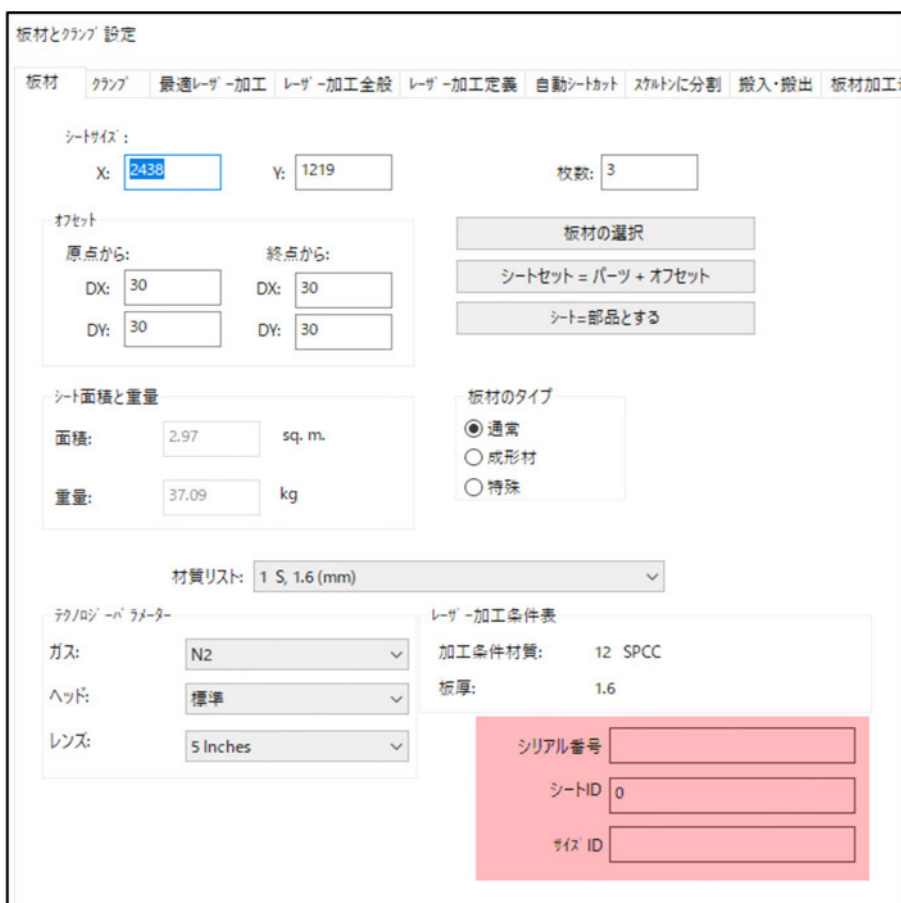 板材とｸﾗﾝﾌﾟ設定
板材 ｸﾗﾝﾌﾟ 最適ﾚｰｻﾞｰ加工 ﾚｰｻﾞｰ加工全般 ﾚｰｻﾞｰ加工定義 自動ｼｰﾄｶｯﾄ ｽｹﾙﾄﾝに分割 搬入・搬出 板材加工
ｼｰﾄｻｲｽﾞ:
X: 2438 Y: 1219 枚数: 3
ｵﾌｾｯﾄ
原点から: 終点から:
DX: 30 DX: 30
DY: 30 DY: 30
板材の選択
シートセット = パーツ + オフセット
ｼｰﾄ=部品とする
ｼｰﾄ面積と重量
面積: 2.97 sq. m.
重量: 37.09 kg
板材のタイプ
通常
成形材
特殊
材質リスト: 1 S, 1.6 (mm)
ﾃｸﾉﾛｼﾞｰﾊﾟﾗﾒｰﾀｰ
ガス: N2
ヘッド: 標準
レンズ: 5 Inches
ﾚｰｻﾞｰ加工条件表
加工条件材質: 12 SPCC
板厚: 1.6
シリアル番号
シートID 0
ｻｲｽﾞID